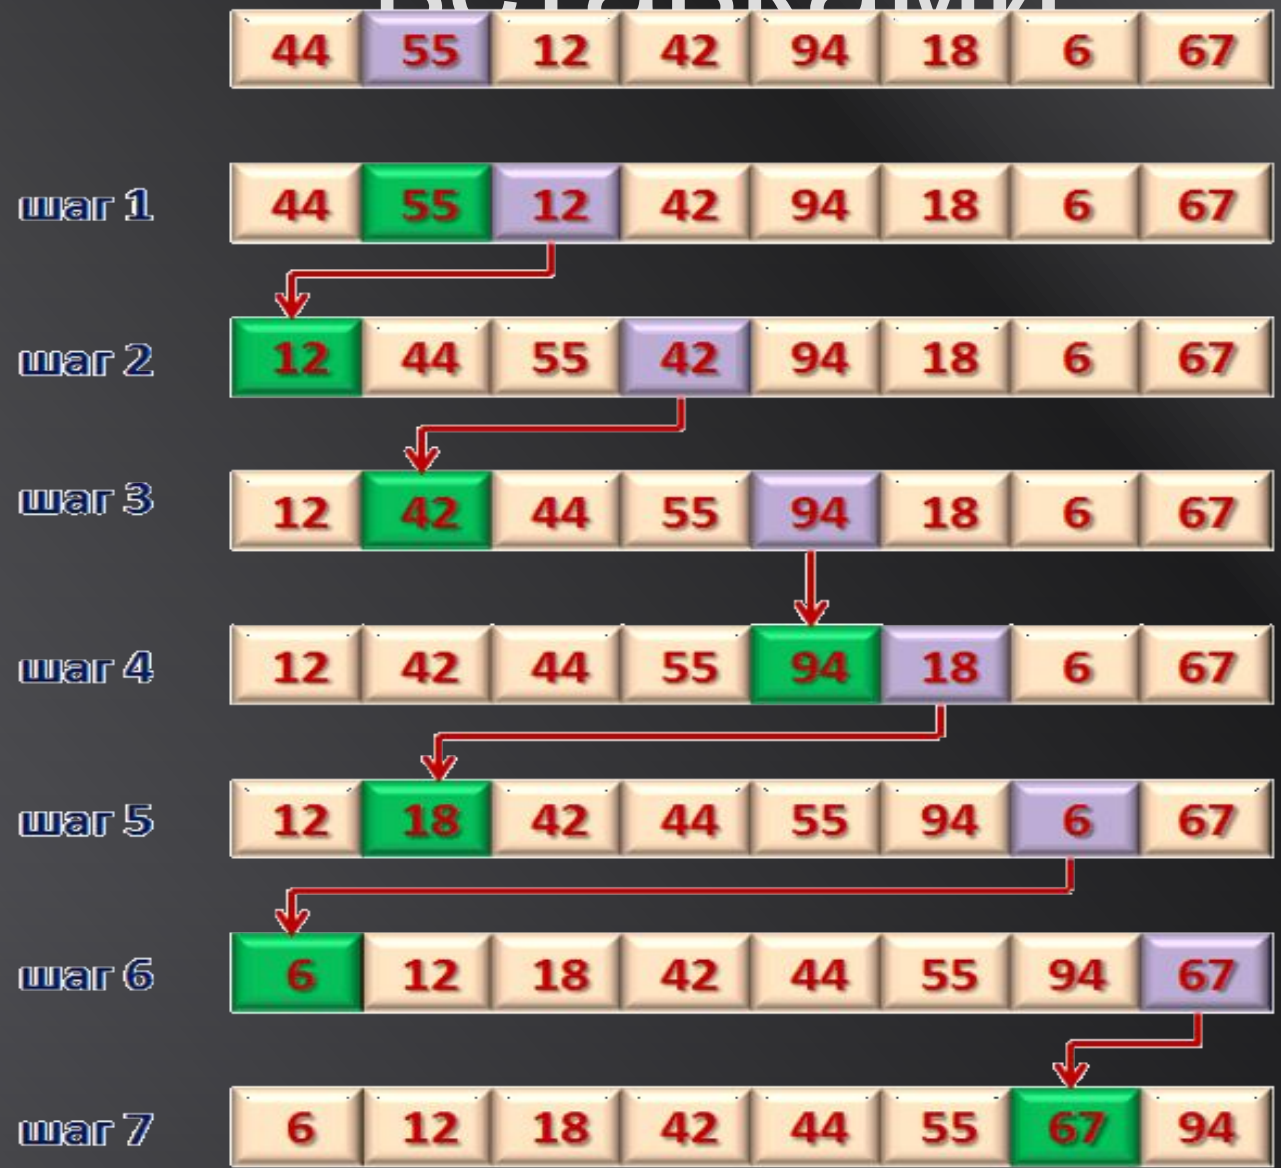 вставками
44 55 12 42 94 18 6 67
шаг 1 44 55 12 42 94 18 6 67
шаг 2 12 44 55 42 94 18 6 67
шаг 3 12 42 44 55 94 18 6 67
шаг 4 12 42 44 55 94 18 6 67
шаг 5 12 18 42 44 55 94 6 67
шаг 6 6 12 18 42 44 55 94 67
шаг 7 6 12 18 42 44 55 67 94